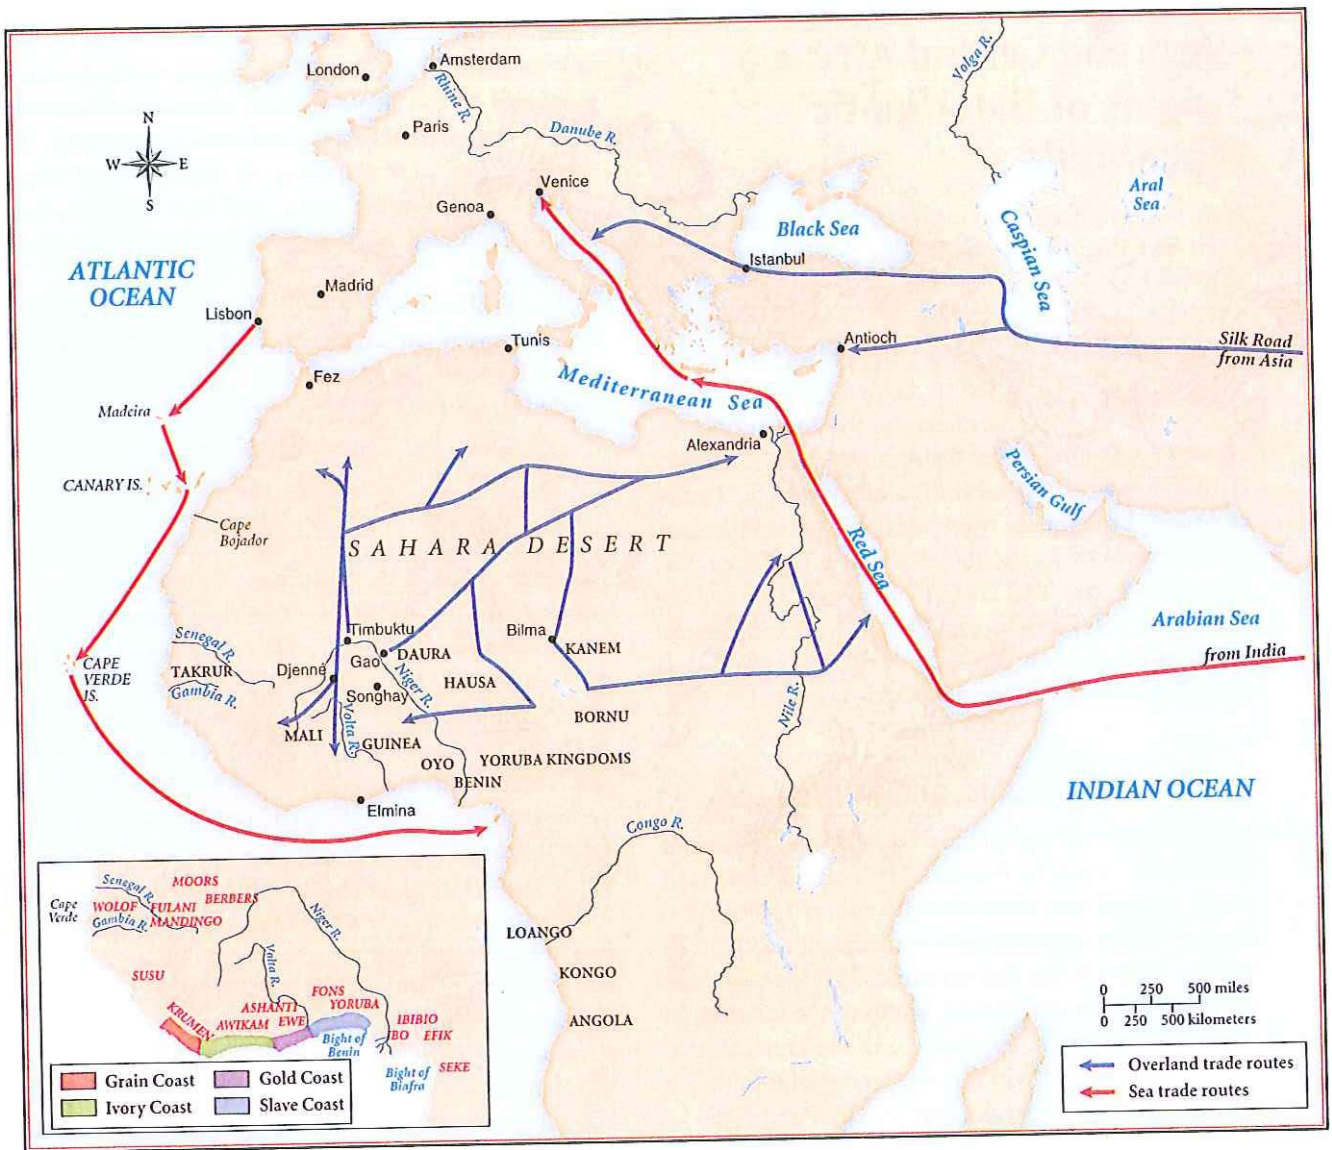 London
Amsterdam
Rhine R.
Paris
Danube R.
Volga R.
N
W
E
S
Venice
Genoa
Aral
Sea
Caspian Sea
Black Sea
Istanbul
ATLANTIC
OCEAN
Madrid
Lisbon
Tunis
Antioch
Silk Road
from Asia
Fez
Mediterranean Sea
Madeira
Alexandria
CANARY IS.
Persian Gulf
Cape
Bojador
SAHARA DESERT
Red Sea
Arabian Sea
from India
Senegal R.
Timbuktu
Bilma
KANEM
CAPE
VERDE
IS.
TAKRUR
Gambia R.
Djenné
Gao
DAURA
Niger R.
HAUSA
Songhay
Nile R.
BORNU
MALI
Volta R.
GUINEA
OYO
YORUBA KINGDOMS
BENIN
Elmina
INDIAN OCEAN
Congo R.
LOANGO
KONGO
ANGOLA
MOORS
Senegal R.
BERBERS
Cape
Verde
WOLOF
FULANI
Gambia R.
MANDINGO
Niger R.
Volta R.
SUSU
FONS
YORUBA
ASHANTI
KRUMEN
AWIKAM
EWE
IBIBIO
IBO
EFIK
Bight of
Benin
SEKE
Bight of
Biafra
Grain Coast
Gold Coast
Ivory Coast
Slave Coast
0 250 500 miles
0 250 500 kilometers
Overland trade routes
Sea trade routes